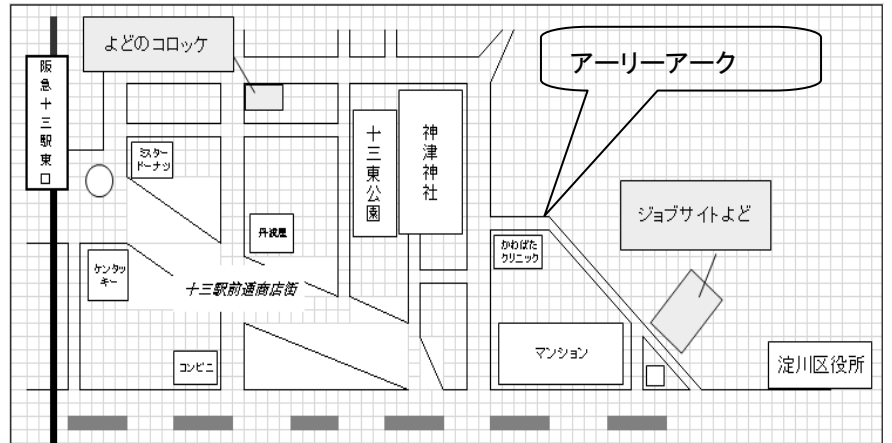 よどのコロッケ
アーリーアーク
阪急十三駅東口
ミスター
ドーナツ
十三東公園
神津神社
ジョブサイトよど
丹波屋
かわばた
クリニック
ケンタッ
キー
十三駅前通商店街
コンビニ
マンション
淀川区役所